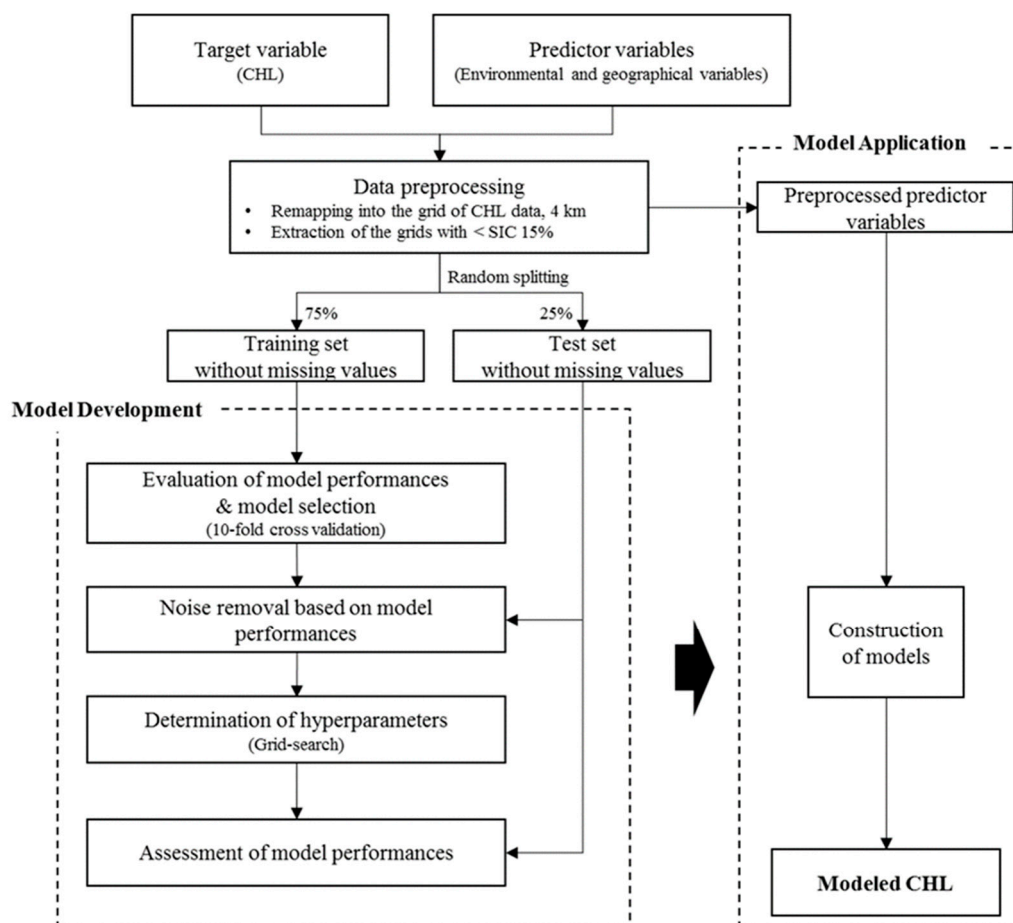 Target variable
(CHL)
Predictor variables
(Environmental and geographical variables)
Data preprocessing
• Remapping into the grid of CHL data, 4 km
• Extraction of the grids with < SIC 15%
Random splitting
75%
25%
Training set
without missing values
Test set
without missing values
Model Development
Evaluation of model performances
& model selection
(10-fold cross validation)
Noise removal based on model
performances
Determination of hyperparameters
(Grid-search)
Assessment of model performances
Model Application
Preprocessed predictor
variables
Construction
of models
Modeled CHL